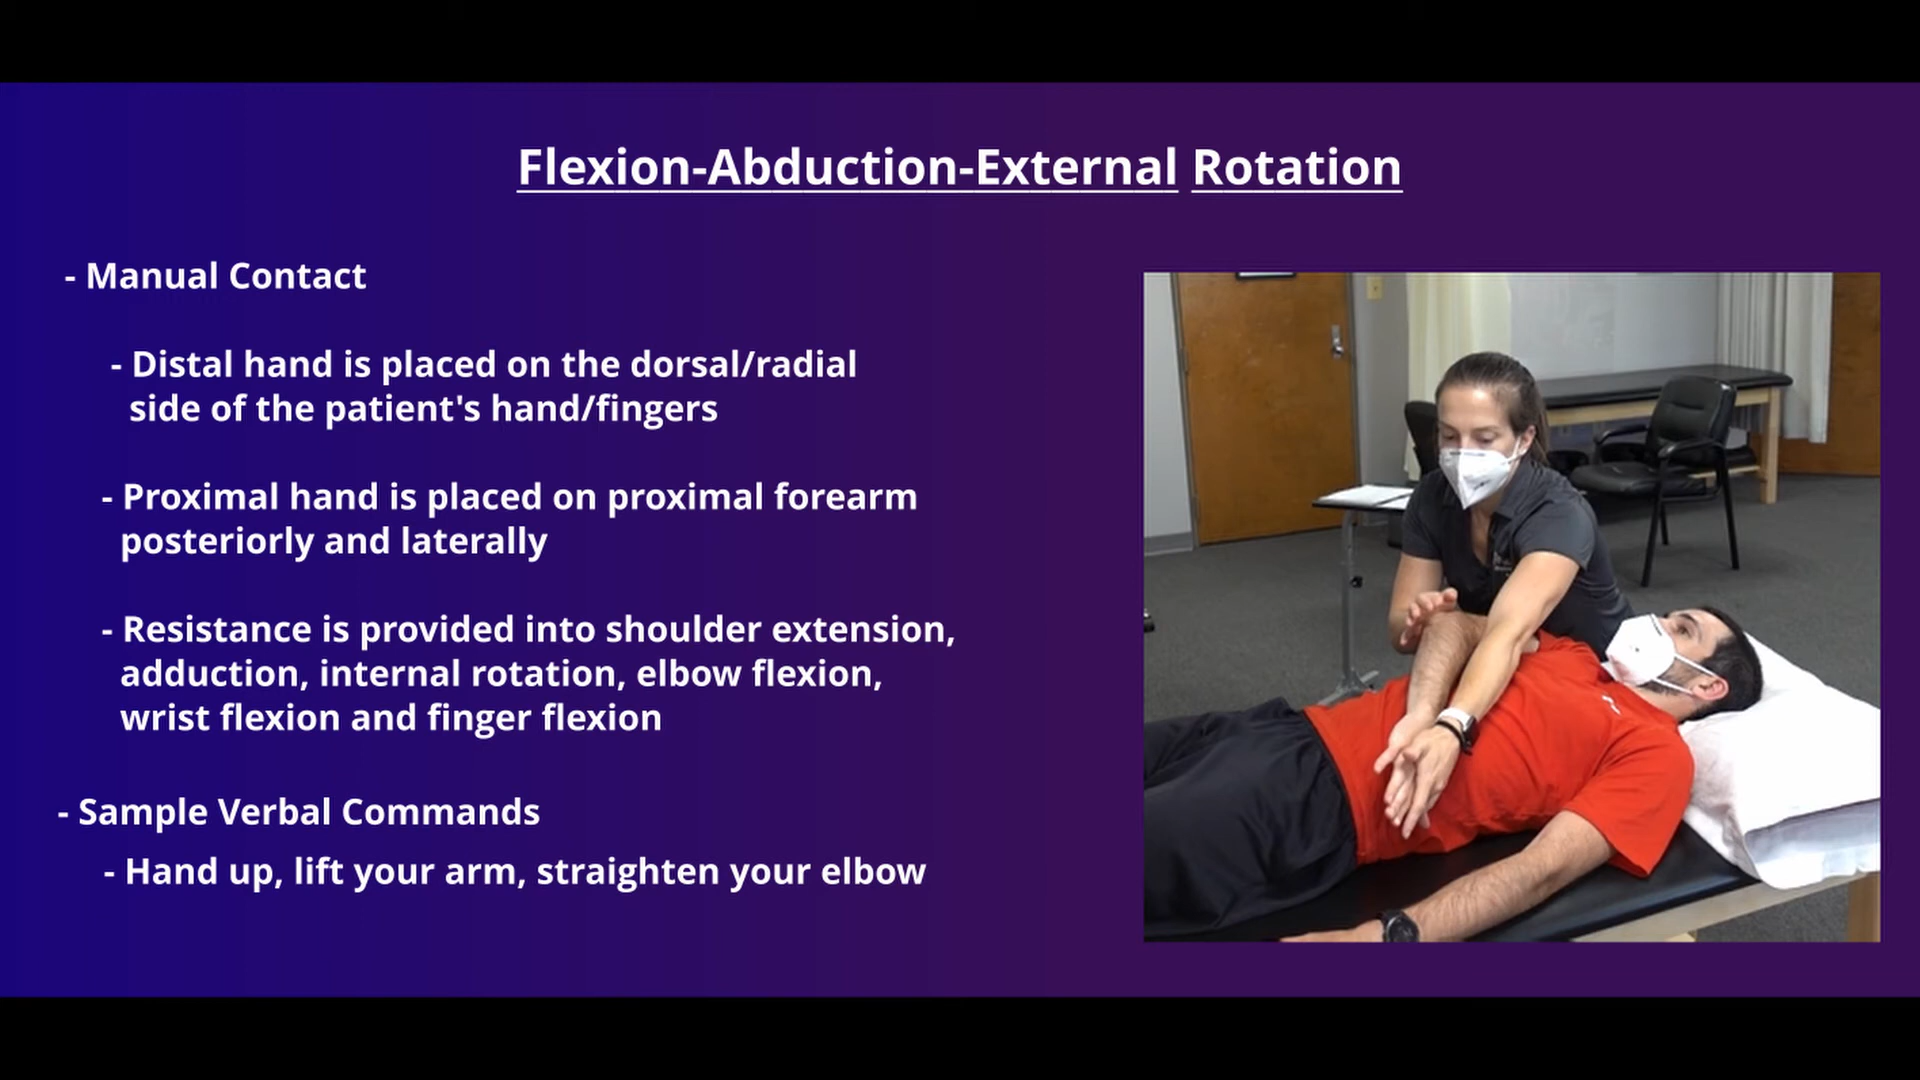 Flexion-Abduction-External Rotation
- Manual Contact
- Distal hand is placed on the dorsal/radial
side of the patient's hand/fingers
- Proximal hand is placed on proximal forearm
posteriorly and laterally
- Resistance is provided into shoulder extension,
adduction, internal rotation, elbow flexion,
wrist flexion and finger flexion
- Sample Verbal Commands
- Hand up, lift your arm, straighten your elbow